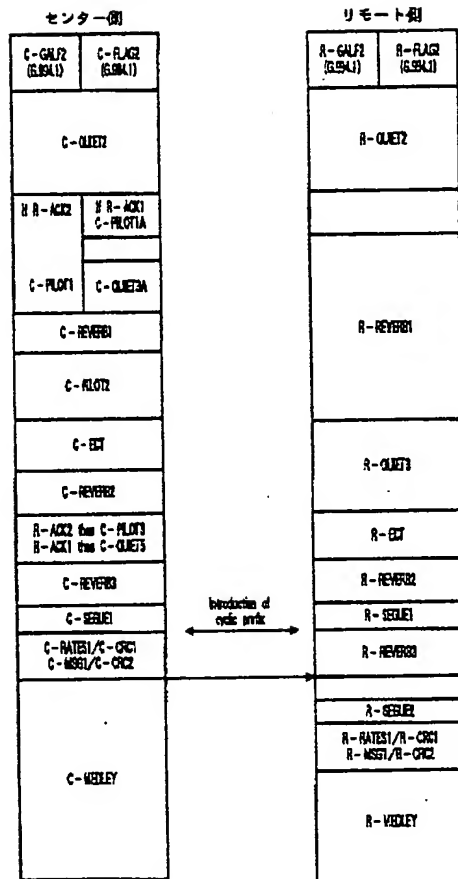 センター側
リモート側
C-GALF2
(G.994.1)
C-FLAG2
(G.994.1)
R-GALF2
(G.994.1)
R-FLAG2
(G.994.1)
C-QUIET2
R-QUIET2
If R-ACK2
If R-ACK1
C-PILOT1A
C-PILOT1
C-QUIET3A
R-REVERB1
C-REVERB1
C-PILOT2
C-ECT
R-QUIET3
C-REVERB2
R-ACK2 then C-PILOT3
R-ACK1 then C-QUIET5
R-ECT
C-REVERB3
R-REVERB2
C-SEGUE1
Introduction of
cyclic prefix
R-SEGUE1
C-RATES1/C-CRC1
C-MSG1/C-CRC2
R-REVERB3
R-SEGUE2
R-RATES1/R-CRC1
R-MSG1/R-CRC2
C-MEDLEY
R-MEDLEY